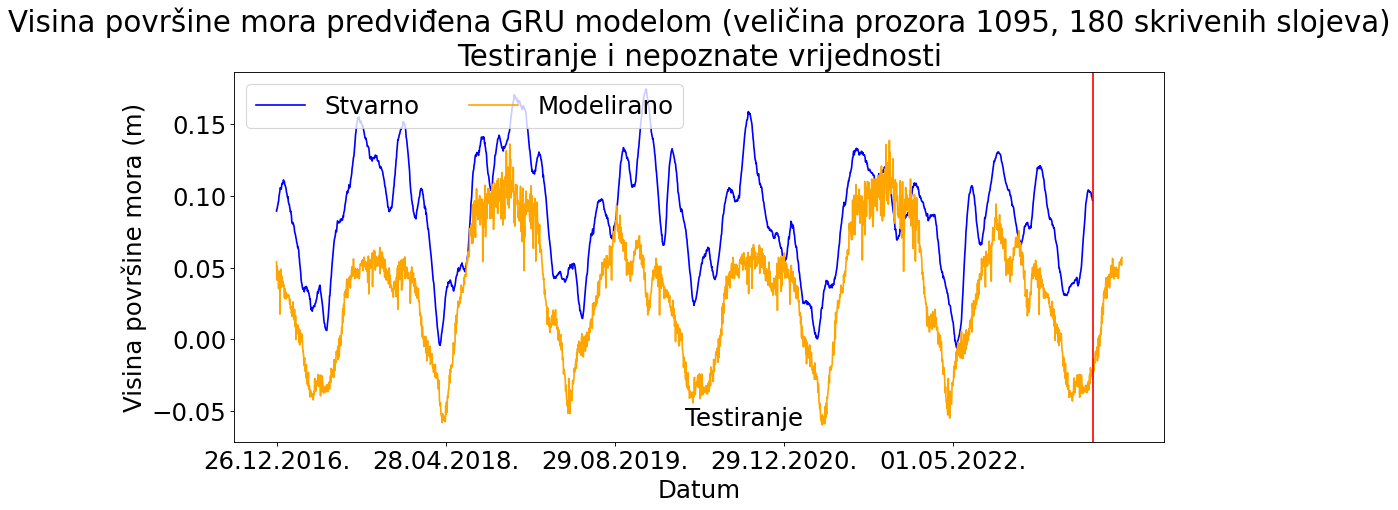 Visina površine mora predviđena GRU modelom (veličina prozora 1095, 180 skrivenih slojeva)
Testiranje i nepoznate vrijednosti
Stvarno
Modelirano
Visina površine mora (m)
0.15
0.10
0.05
0.00
−0.05
Testiranje
26.12.2016.
28.04.2018.
29.08.2019.
29.12.2020.
01.05.2022.
Datum